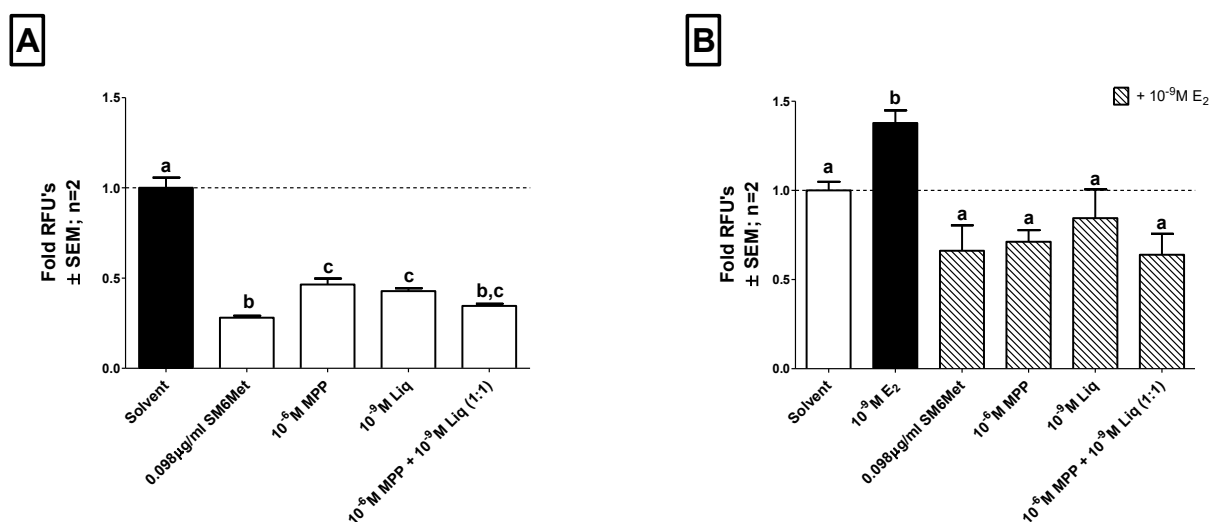 A
Fold RFU's
± SEM; n=2
1.5
1.0
0.5
0.0
a
b
c
c
b,c
Solvent
0.098µg/ml SM6Met
10⁻⁶M MPP
10⁻⁹M Liq
10⁻⁶M MPP + 10⁻⁹M Liq (1:1)
B
+ 10⁻⁹M E₂
Fold RFU's
± SEM; n=2
1.5
1.0
0.5
0.0
a
b
a
a
a
a
Solvent
10⁻⁹M E₂
0.098µg/ml SM6Met
10⁻⁶M MPP
10⁻⁹M Liq
10⁻⁶M MPP + 10⁻⁹M Liq (1:1)